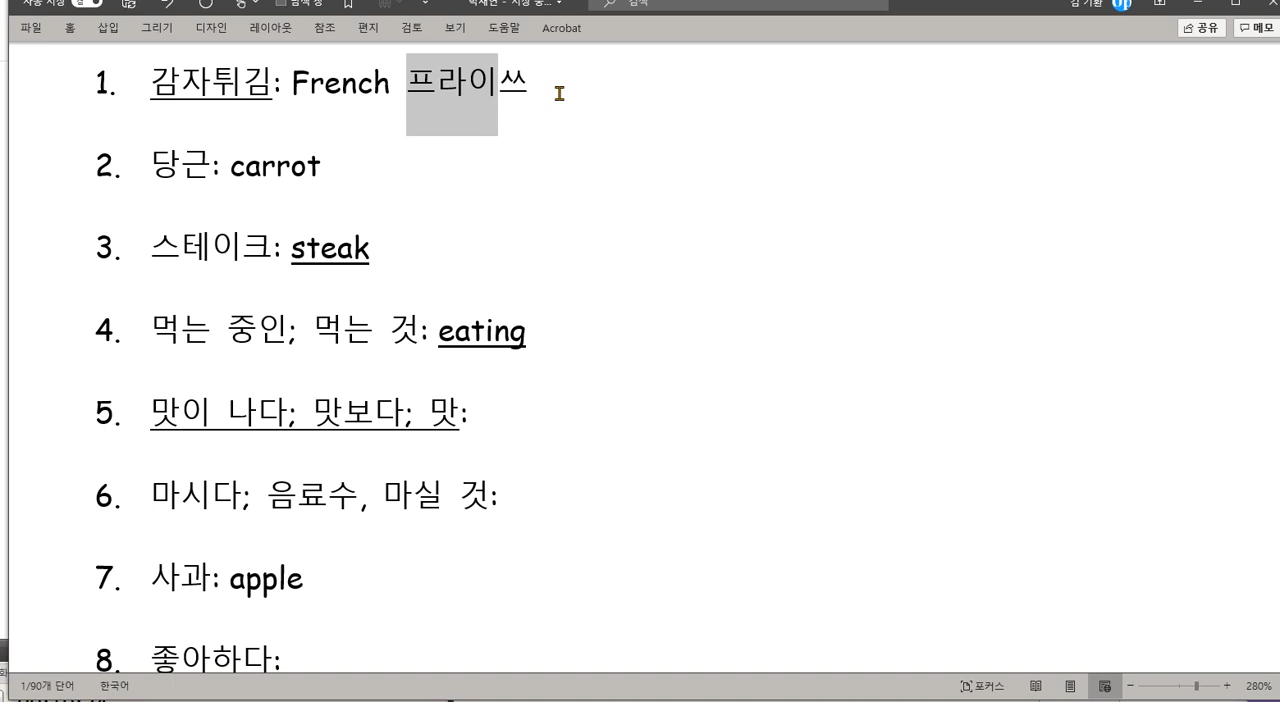 파일 홈 삽입 그리기 디자인 레이아웃 참조 편지 검토 보기 도움말 Acrobat 공유 메모
1. 감자튀김: French 프라이쓰
2. 당근: carrot
3. 스테이크: steak
4. 먹는 중인; 먹는 것: eating
5. 맛이 나다; 맛보다; 맛:
6. 마시다; 음료수, 마실 것:
7. 사과: apple
8. 좋아하다:
1/90개 단어 한국어 포커스 280%